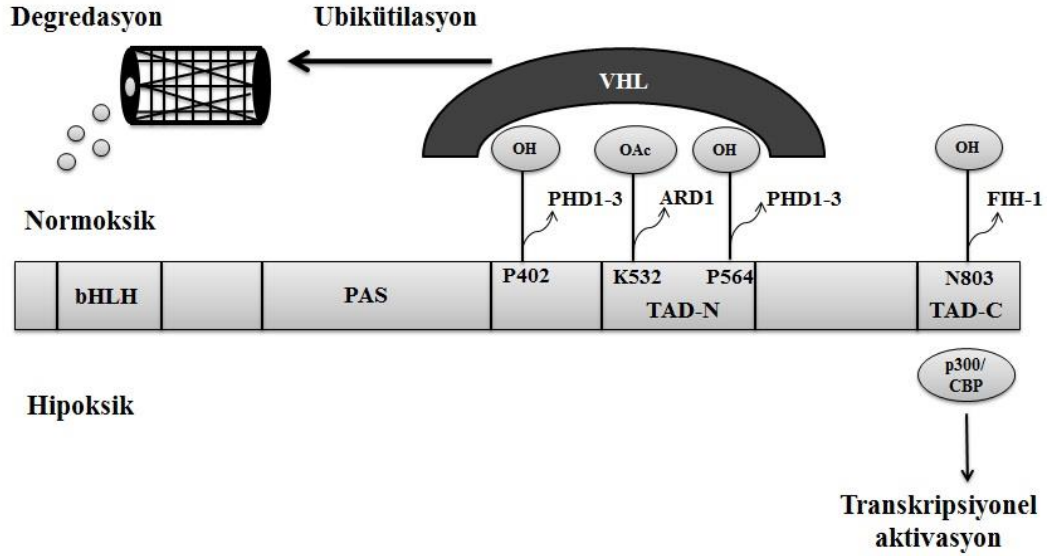 Degredasyon
Ubikütilasyon
VHL
OH
OAc
OH
OH
PHD1-3
ARD1
PHD1-3
FIH-1
Normoksik
bHLH
PAS
P402
K532
P564
TAD-N
N803
TAD-C
Hipoksik
p300/
CBP
Transkripsiyonel
aktivasyon